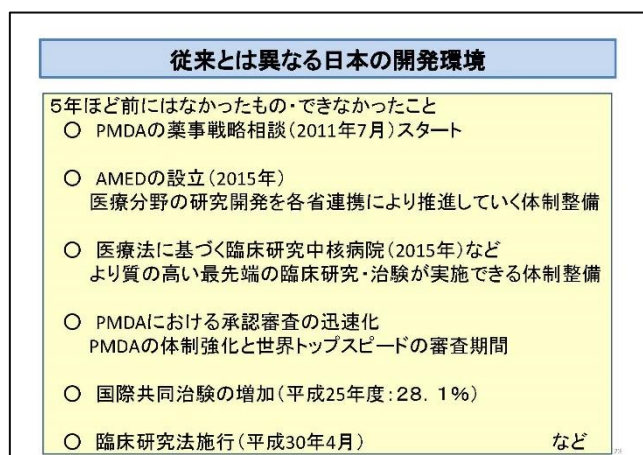 従来とは異なる日本の開発環境
5年ほど前にはなかったもの・できなかったこと
○ PMDAの薬事戦略相談(2011年7月)スタート
○ AMEDの設立(2015年)
医療分野の研究開発を各省連携により推進していく体制整備
○ 医療法に基づく臨床研究中核病院(2015年)など
より質の高い最先端の臨床研究・治験が実施できる体制整備
○ PMDAにおける承認審査の迅速化
PMDAの体制強化と世界トップスピードの審査期間
○ 国際共同治験の増加(平成25年度:28.1%)
○ 臨床研究法施行(平成30年4月) など